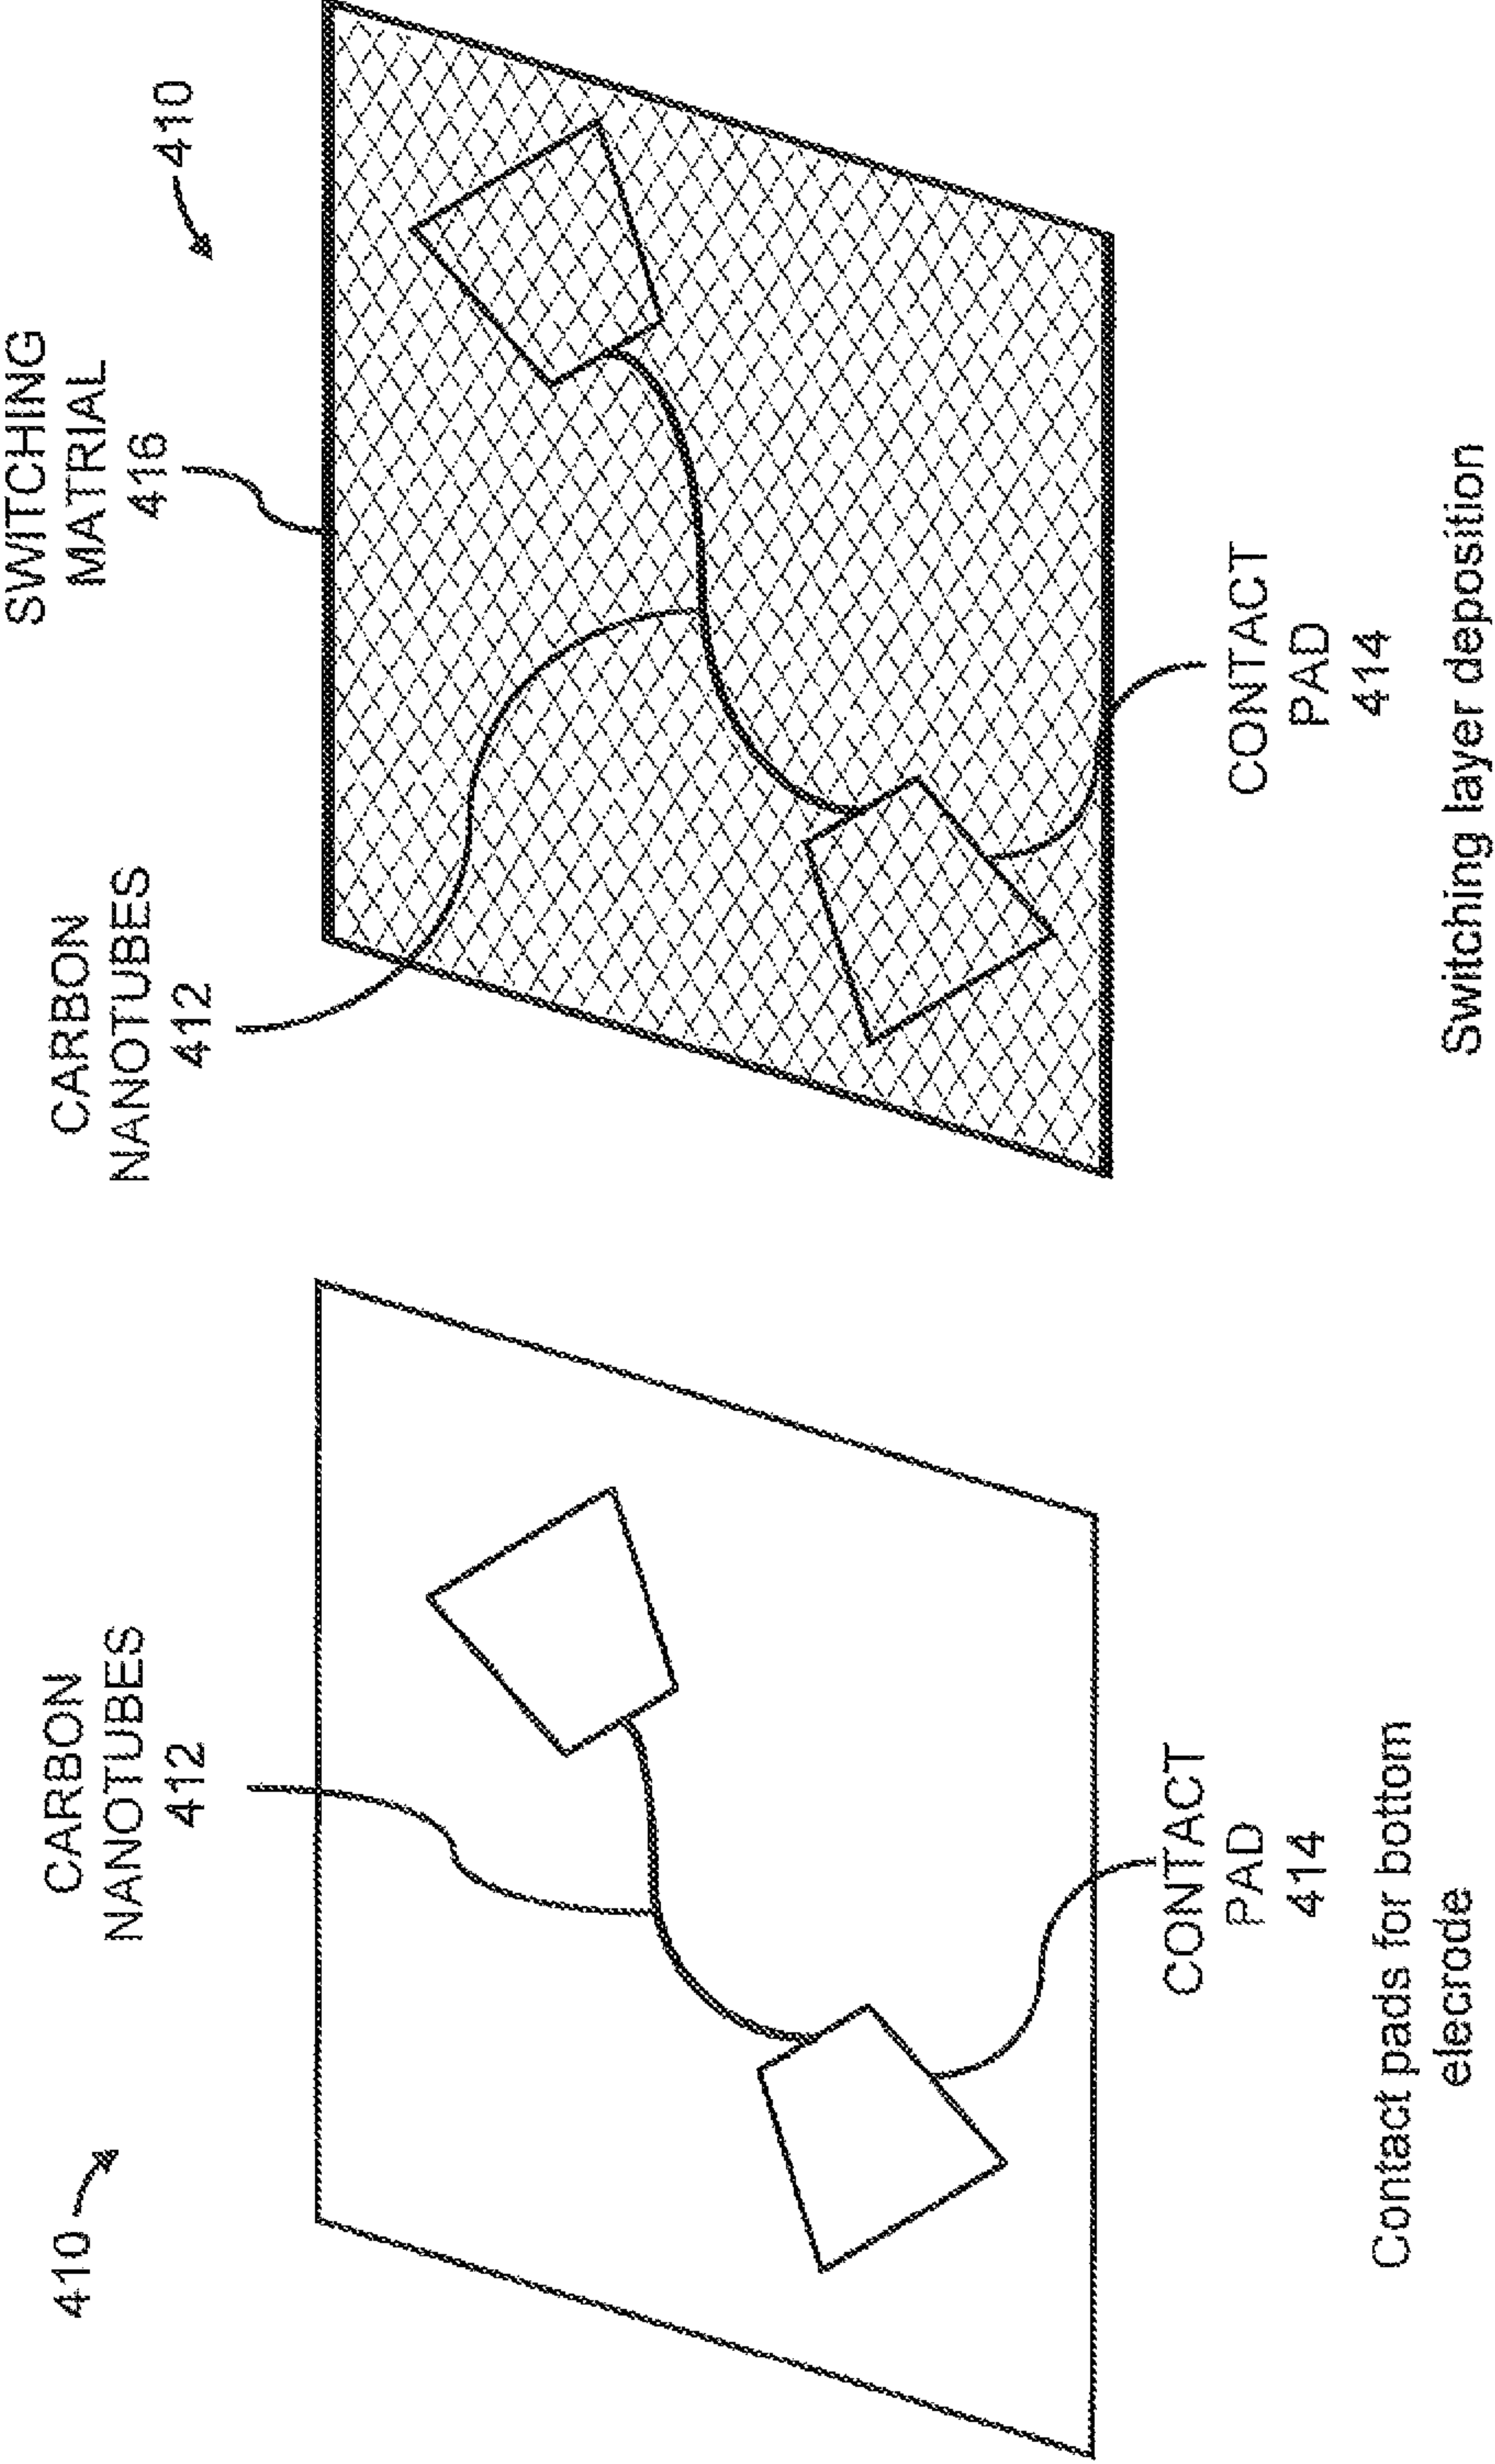 410
CARBON
NANOTUBES
412
CONTACT
PAD
414
Contact pads for bottom
elecrode
CARBON
NANOTUBES
412
SWITCHING
MATRIAL
416
410
CONTACT
PAD
414
Switching layer deposition